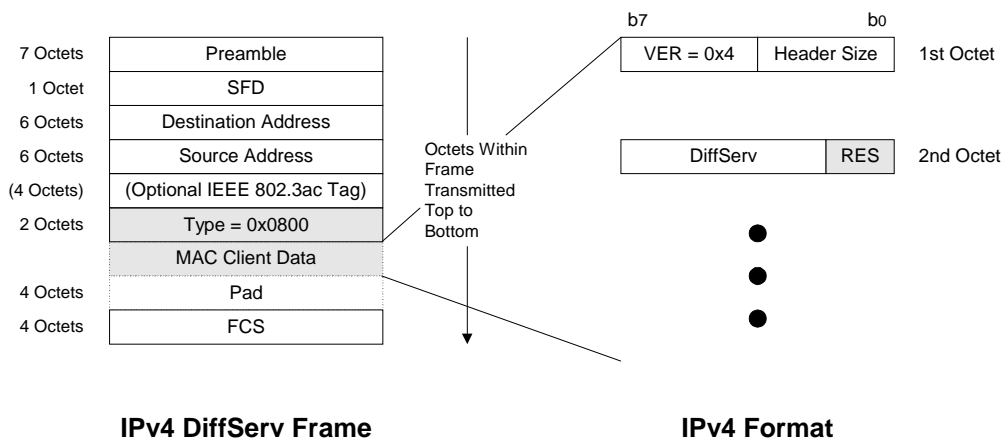 7 Octets Preamble
1 Octet SFD
6 Octets Destination Address
6 Octets Source Address
(4 Octets) (Optional IEEE 802.3ac Tag)
2 Octets Type = 0x0800
MAC Client Data
4 Octets Pad
4 Octets FCS
IPv4 DiffServ Frame
Octets Within
Frame
Transmitted
Top to
Bottom
b7 b0
VER = 0x4 Header Size 1st Octet
DiffServ RES 2nd Octet
IPv4 Format